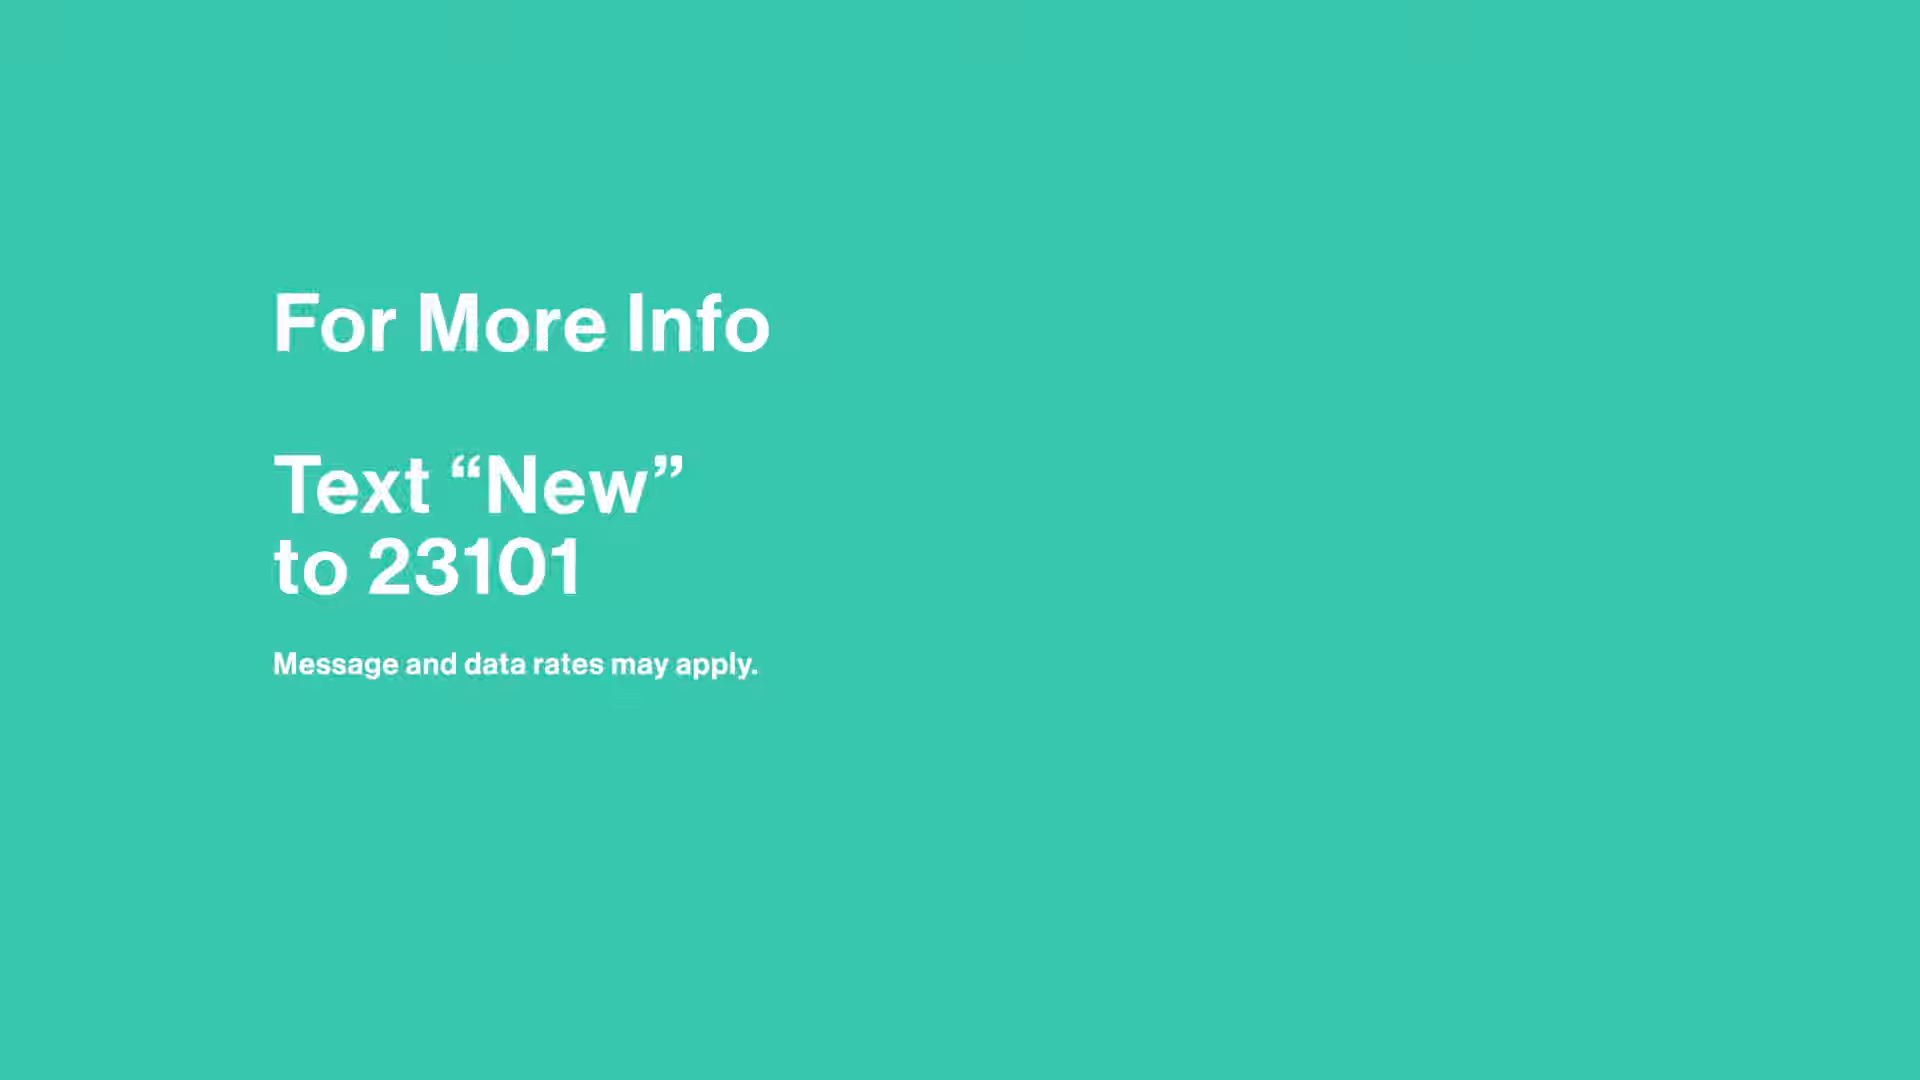 For More Info
Text “New”
to 23101
Message and data rates may apply.